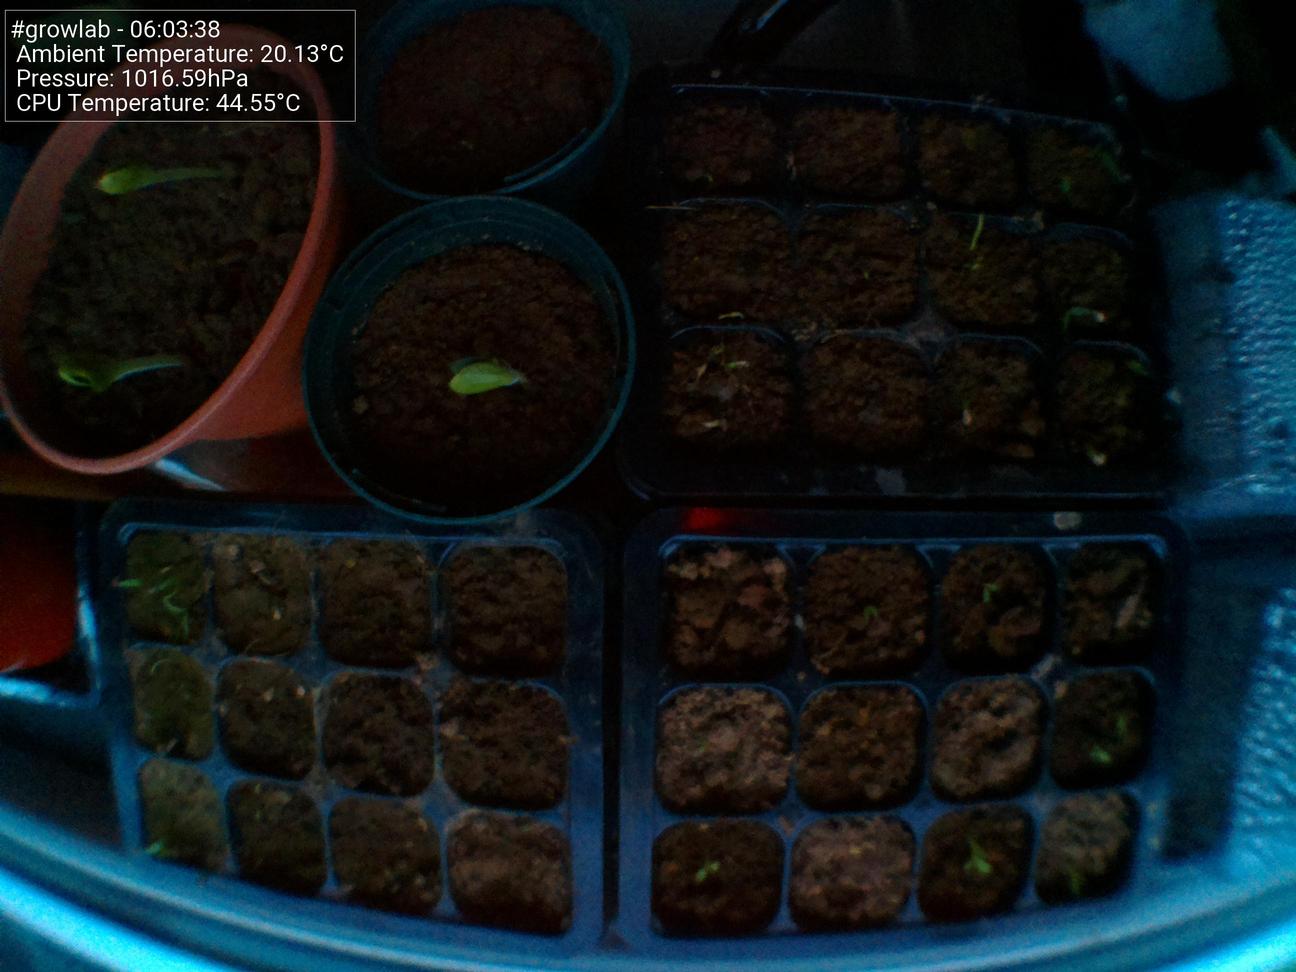 #growlab - 06:03:38
Ambient Temperature: 20.13°C
Pressure: 1016.59hPa
CPU Temperature: 44.55°C